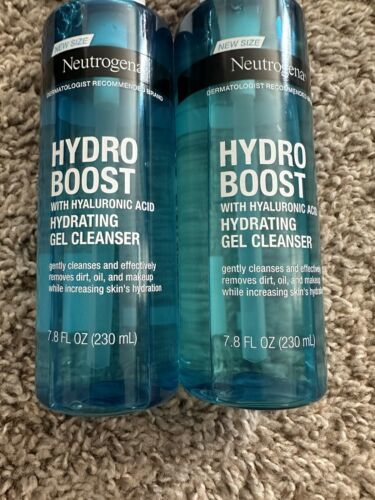 NEW SIZE
Neutrogena
DERMATOLOGIST RECOMMENDED BRAND
HYDRO
BOOST
WITH HYALURONIC ACID
HYDRATING
GEL CLEANSER
gently cleanses and effectively
removes dirt, oil, and makeup
while increasing skin's hydration
7.8 FL OZ (230 mL)
NEW SIZE
Neutrogena
DERMATOLOGIST RECOMMENDED
HYDRO
BOOST
WITH HYALURONIC ACID
HYDRATING
GEL CLEANSER
gently cleanses and effectively
removes dirt, oil, and makeup
while increasing skin's hydration
7.8 FL OZ (230 mL)